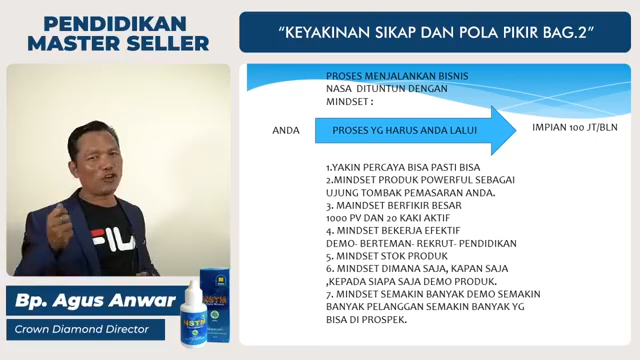 PENDIDIKAN
MASTER SELLER
“KEYAKINAN SIKAP DAN POLA PIKIR BAG.2”
PROSES MENJALANKAN BISNIS
NASA DITUNTUN DENGAN
MINDSET :
ANDA
PROSES YG HARUS ANDA LALUI
IMPIAN 100 JT/BLN
1.YAKIN PERCAYA BISA PASTI BISA
2.MINDSET PRODUK POWERFUL SEBAGAI
UJUNG TOMBAK PEMASARAN ANDA.
3. MAINDSET BERFIKIR BESAR
1000 PV DAN 20 KAKI AKTIF
4. MINDSET BEKERJA EFEKTIF
DEMO- BERTEMAN- REKRUT- PENDIDIKAN
5. MINDSET STOK PRODUK
6. MINDSET DIMANA SAJA, KAPAN SAJA
,KEPADA SIAPA SAJA DEMO PRODUK.
7. MINDSET SEMAKIN BANYAK DEMO SEMAKIN
BANYAK PELANGGAN SEMAKIN BANYAK YG
BISA DI PROSPEK.
FILA
Bp. Agus Anwar
Crown Diamond Director
HSTM
HSTM